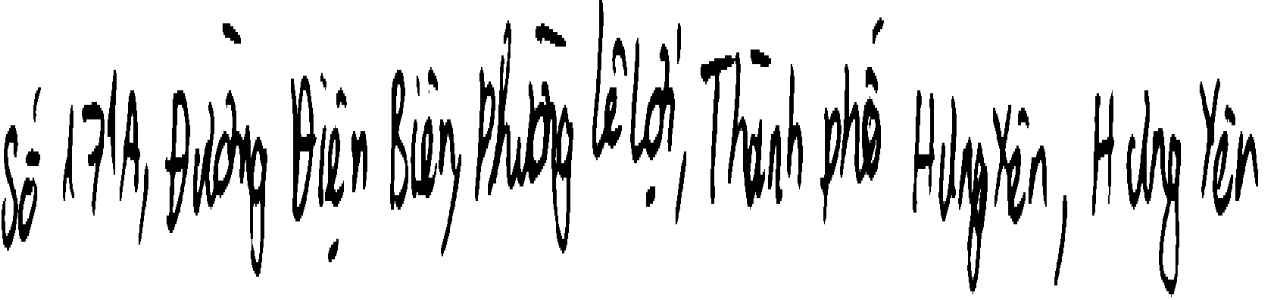 Số 171A, Đường Điện Biên, Phường Lê Lợi, Thành phố Hưng Yên, Hưng Yên